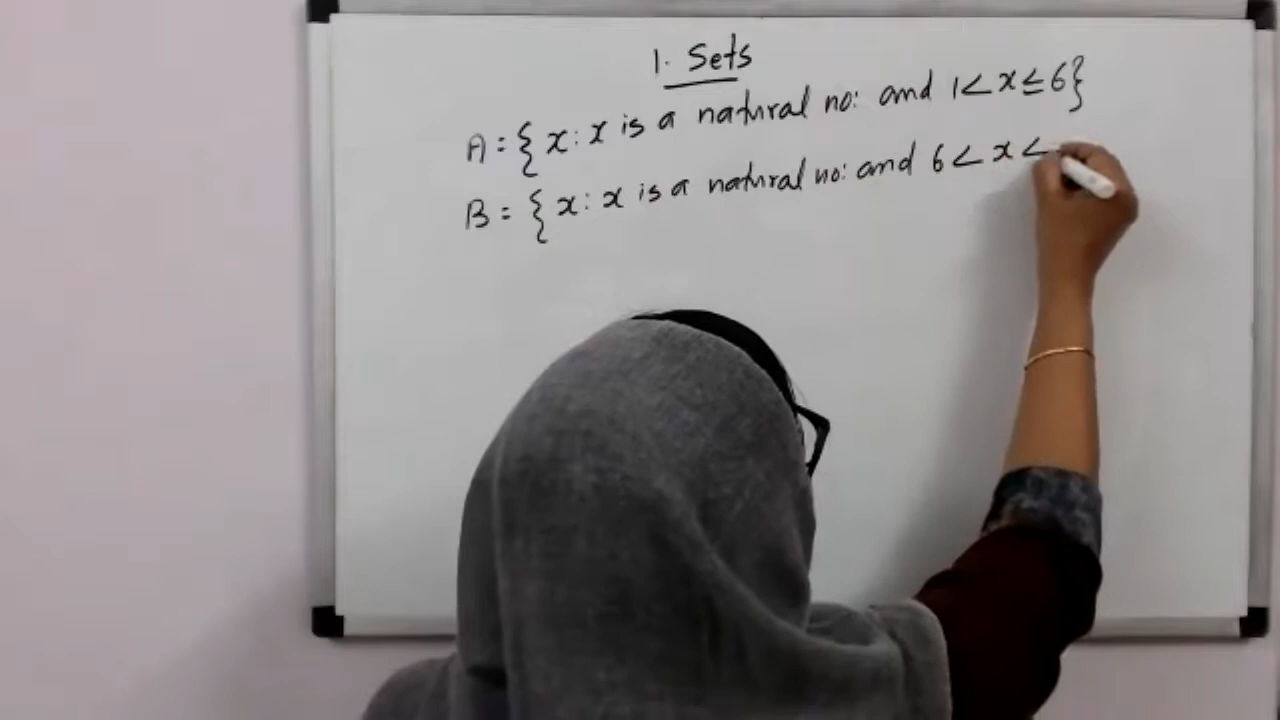 1. Sets
A = { x : x is a natural no: and 1 < x ≤ 6}
B = { x : x is a natural no: and 6 < x <